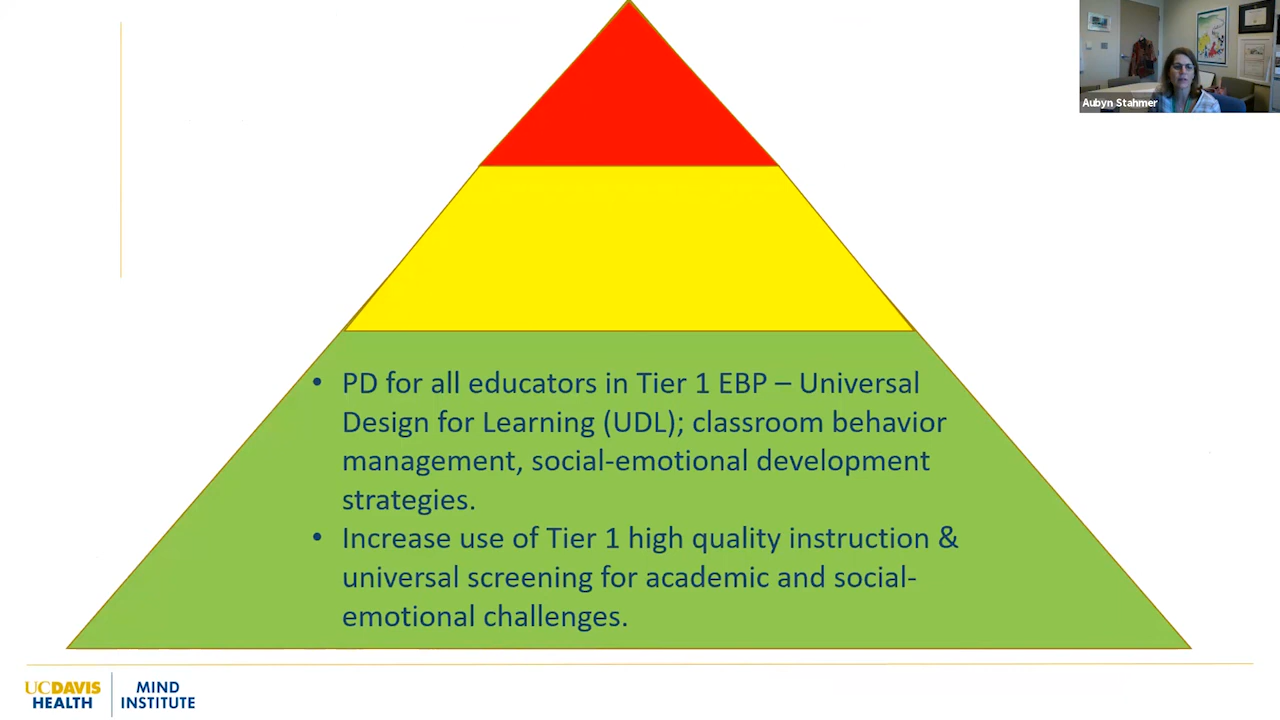 Aubyn Stahmer
• PD for all educators in Tier 1 EBP – Universal
Design for Learning (UDL); classroom behavior
management, social-emotional development
strategies.
• Increase use of Tier 1 high quality instruction &
universal screening for academic and social-
emotional challenges.
UCDAVIS
HEALTH
MIND
INSTITUTE